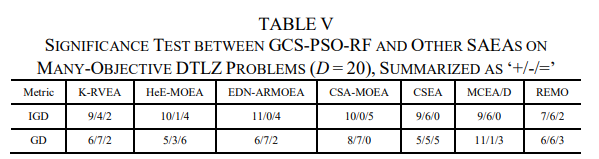 TABLE V
SIGNIFICANCE TEST BETWEEN GCS-PSO-RF AND OTHER SAEAS ON
MANY-OBJECTIVE DTLZ PROBLEMS (D = 20), SUMMARIZED AS ‘+/-/=’
Metric K-RVEA HeE-MOEA EDN-ARMOEA CSA-MOEA CSEA MCEA/D REMO
IGD 9/4/2 10/1/4 11/0/4 10/0/5 9/6/0 9/6/0 7/6/2
GD 6/7/2 5/3/6 6/7/2 8/7/0 5/5/5 11/1/3 6/6/3